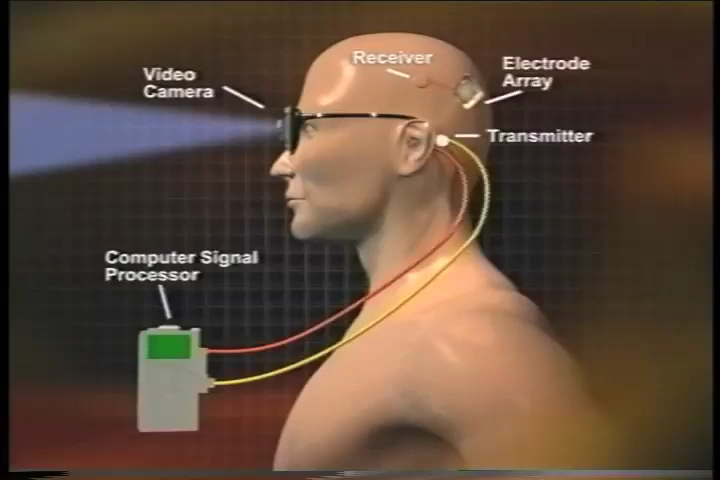 Receiver
Electrode
Array
Video
Camera
Transmitter
Computer Signal
Processor